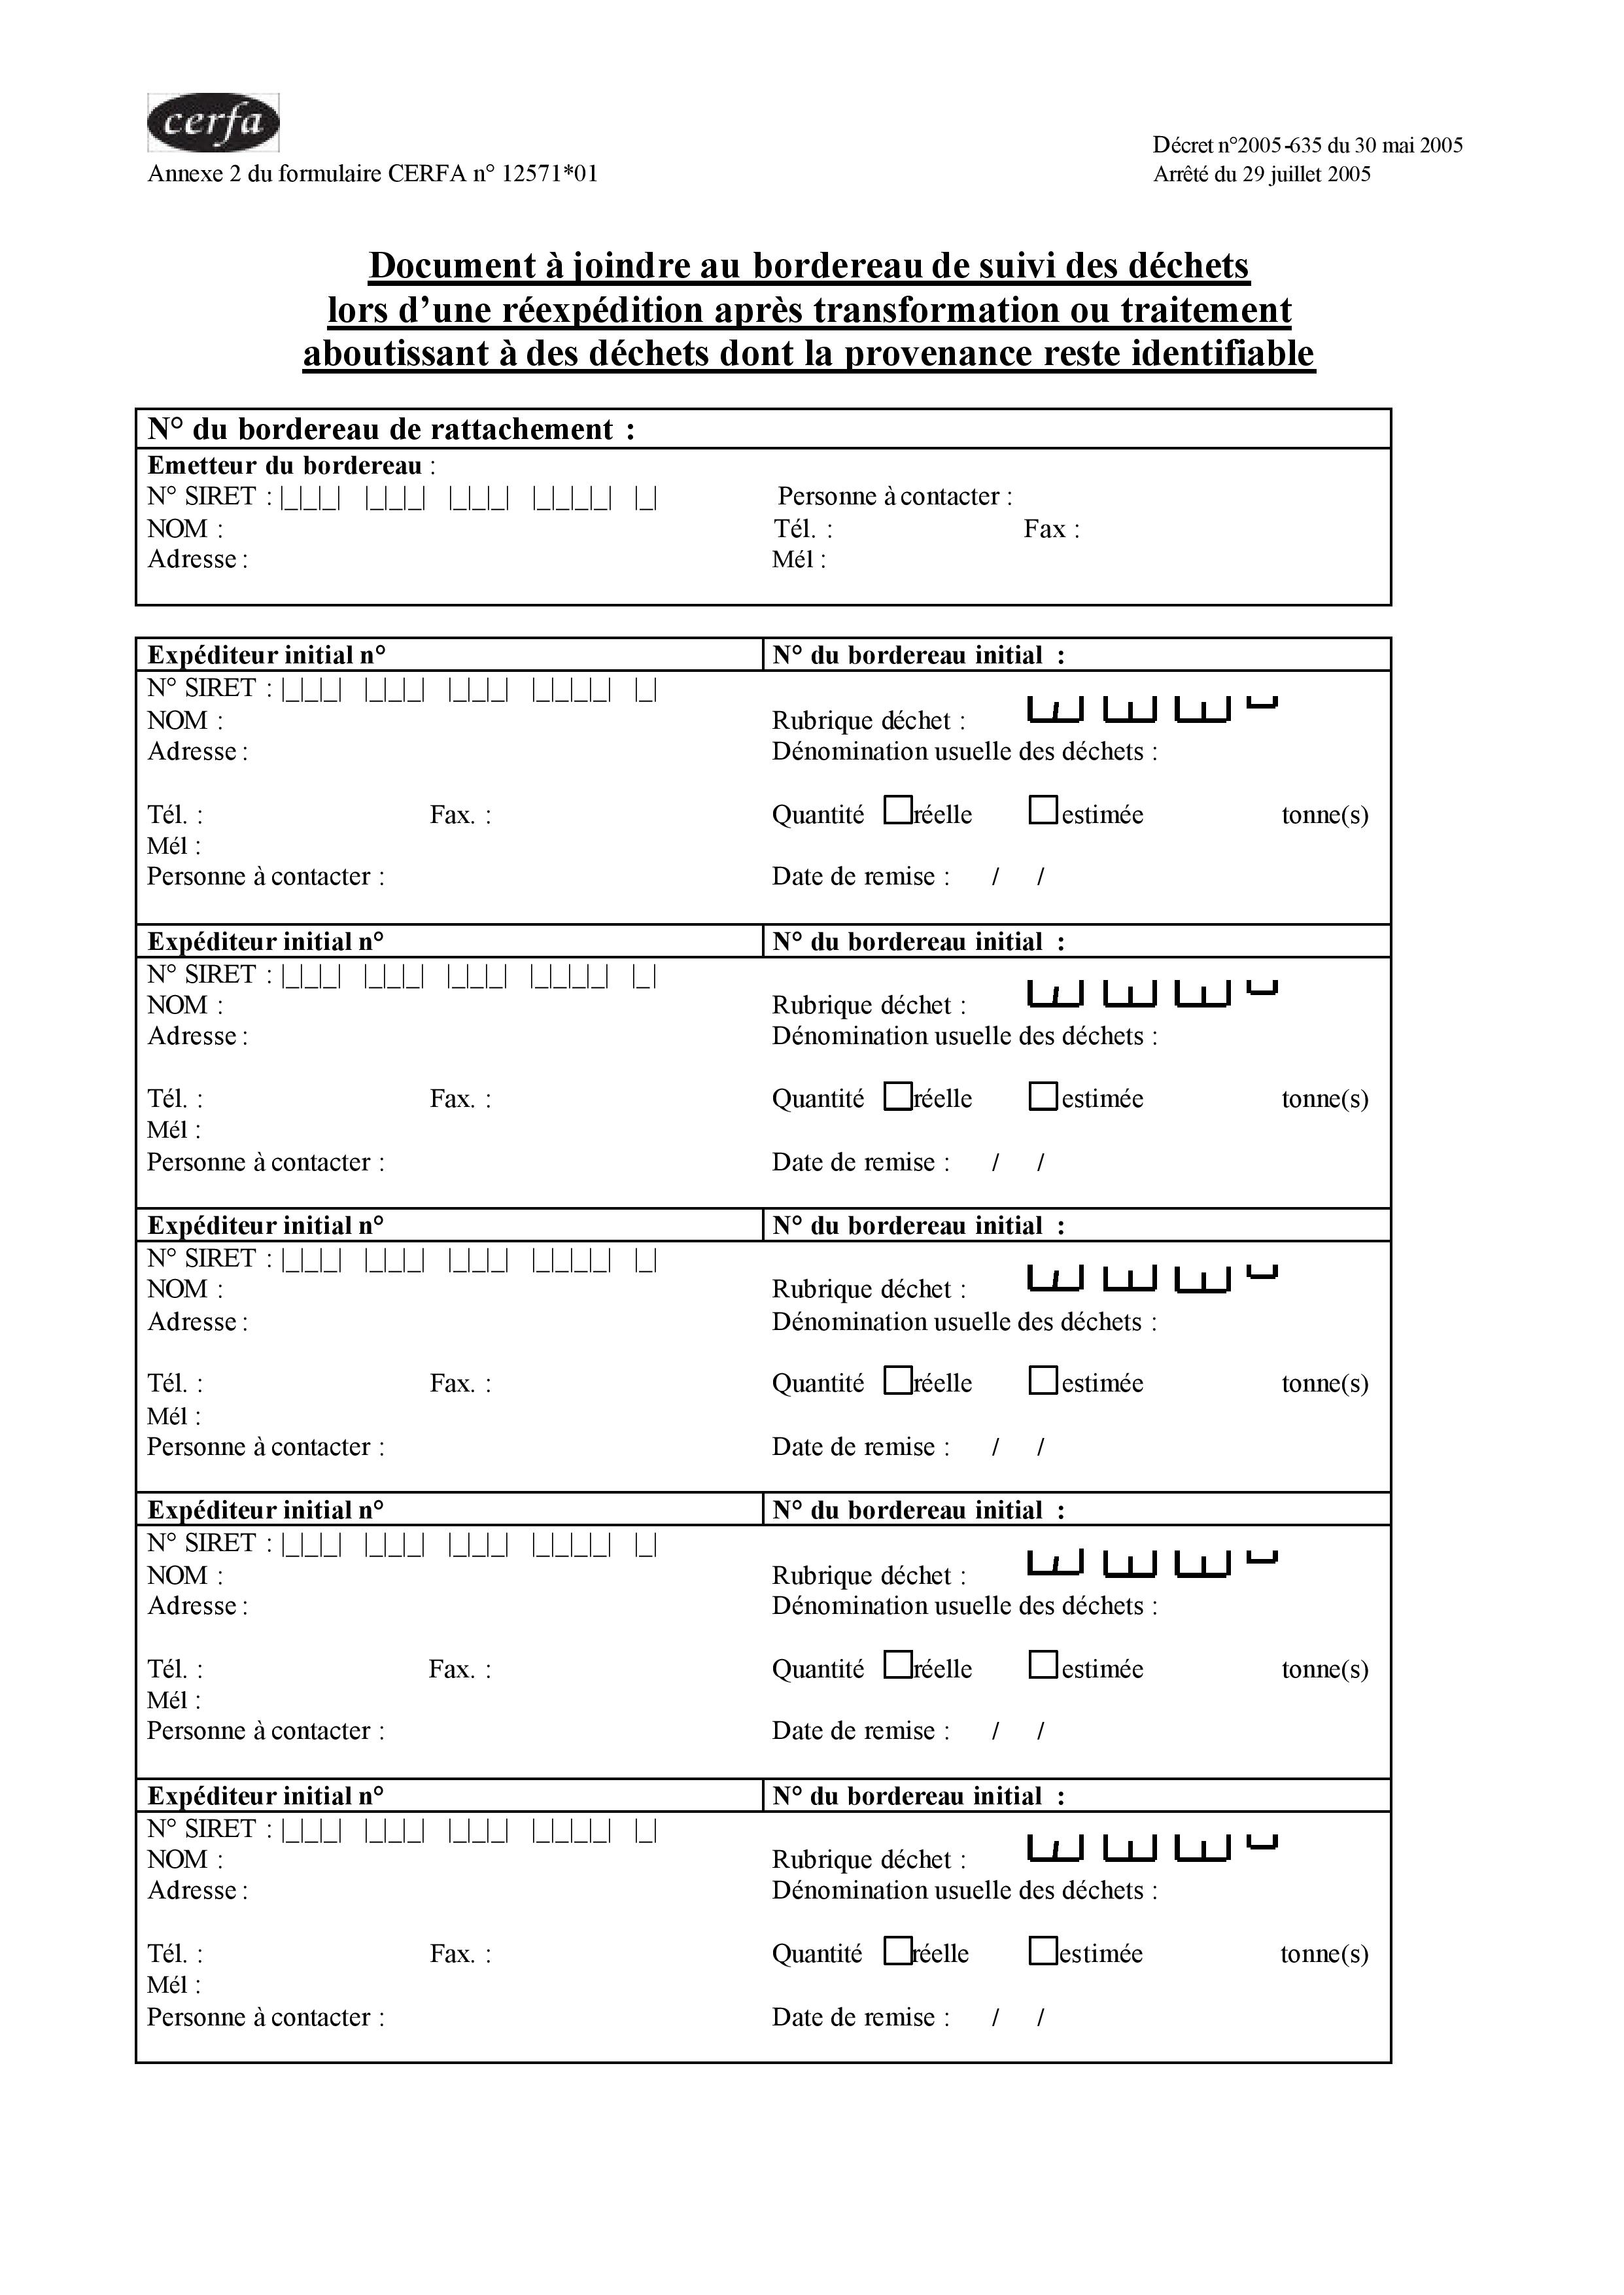 cerfa
Décret n°2005-635 du 30 mai 2005
Annexe 2 du formulaire CERFA n° 12571*01
Arrêté du 29 juillet 2005
Document à joindre au bordereau de suivi des déchets
lors d’une réexpédition après transformation ou traitement
aboutissant à des déchets dont la provenance reste identifiable
N° du bordereau de rattachement :
Emetteur du bordereau :
N° SIRET : |_|_|_| |_|_|_| |_|_|_| |_|_|_|_| |_| Personne à contacter :
NOM : Tél. : Fax :
Adresse : Mél :
Expéditeur initial n° N° du bordereau initial :
N° SIRET : |_|_|_| |_|_|_| |_|_|_| |_|_|_|_| |_|
NOM : Rubrique déchet :
Adresse : Dénomination usuelle des déchets :
Tél. : Fax. : Quantité réelle estimée tonne(s)
Mél :
Personne à contacter : Date de remise : / /
Expéditeur initial n° N° du bordereau initial :
N° SIRET : |_|_|_| |_|_|_| |_|_|_| |_|_|_|_| |_|
NOM : Rubrique déchet :
Adresse : Dénomination usuelle des déchets :
Tél. : Fax. : Quantité réelle estimée tonne(s)
Mél :
Personne à contacter : Date de remise : / /
Expéditeur initial n° N° du bordereau initial :
N° SIRET : |_|_|_| |_|_|_| |_|_|_| |_|_|_|_| |_|
NOM : Rubrique déchet :
Adresse : Dénomination usuelle des déchets :
Tél. : Fax. : Quantité réelle estimée tonne(s)
Mél :
Personne à contacter : Date de remise : / /
Expéditeur initial n° N° du bordereau initial :
N° SIRET : |_|_|_| |_|_|_| |_|_|_| |_|_|_|_| |_|
NOM : Rubrique déchet :
Adresse : Dénomination usuelle des déchets :
Tél. : Fax. : Quantité réelle estimée tonne(s)
Mél :
Personne à contacter : Date de remise : / /
Expéditeur initial n° N° du bordereau initial :
N° SIRET : |_|_|_| |_|_|_| |_|_|_| |_|_|_|_| |_|
NOM : Rubrique déchet :
Adresse : Dénomination usuelle des déchets :
Tél. : Fax. : Quantité réelle estimée tonne(s)
Mél :
Personne à contacter : Date de remise : / /